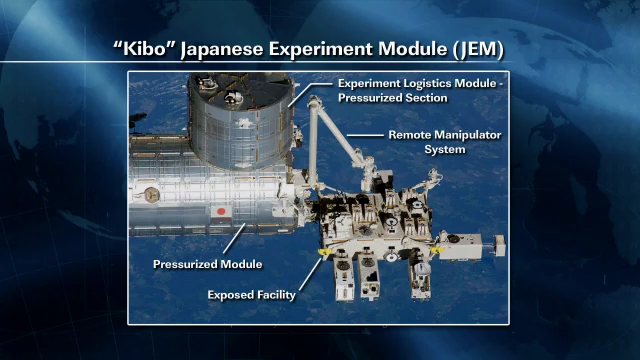 “Kibo” Japanese Experiment Module (JEM)
Experiment Logistics Module -
Pressurized Section
Remote Manipulator
System
Pressurized Module
Exposed Facility